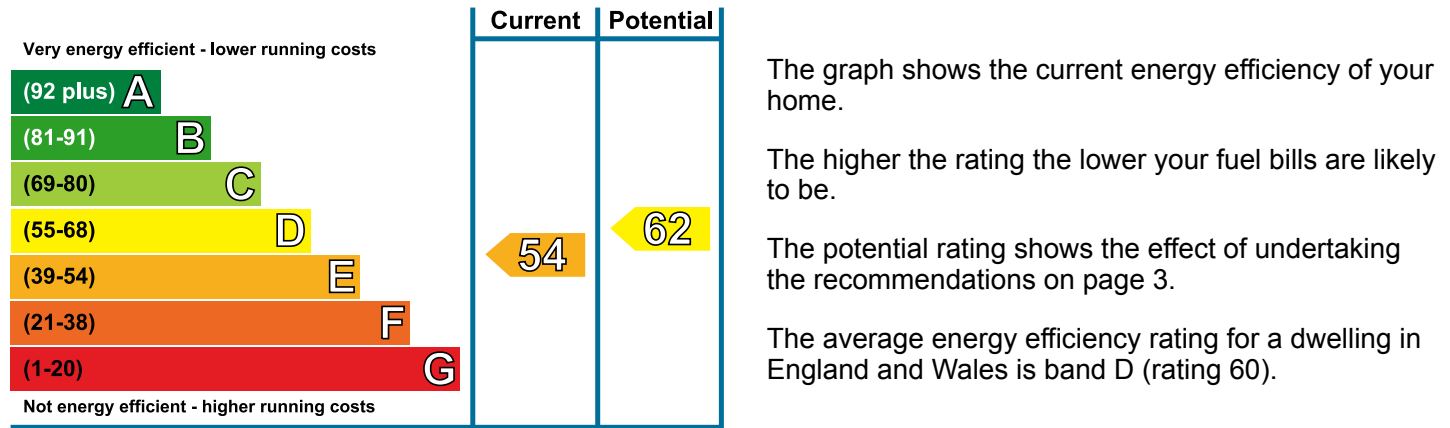 Current Potential
Very energy efficient - lower running costs
(92 plus) A
(81-91) B
(69-80) C
(55-68) D
(39-54) E
(21-38) F
(1-20) G
Not energy efficient - higher running costs
54
62
The graph shows the current energy efficiency of your
home.
The higher the rating the lower your fuel bills are likely
to be.
The potential rating shows the effect of undertaking
the recommendations on page 3.
The average energy efficiency rating for a dwelling in
England and Wales is band D (rating 60).